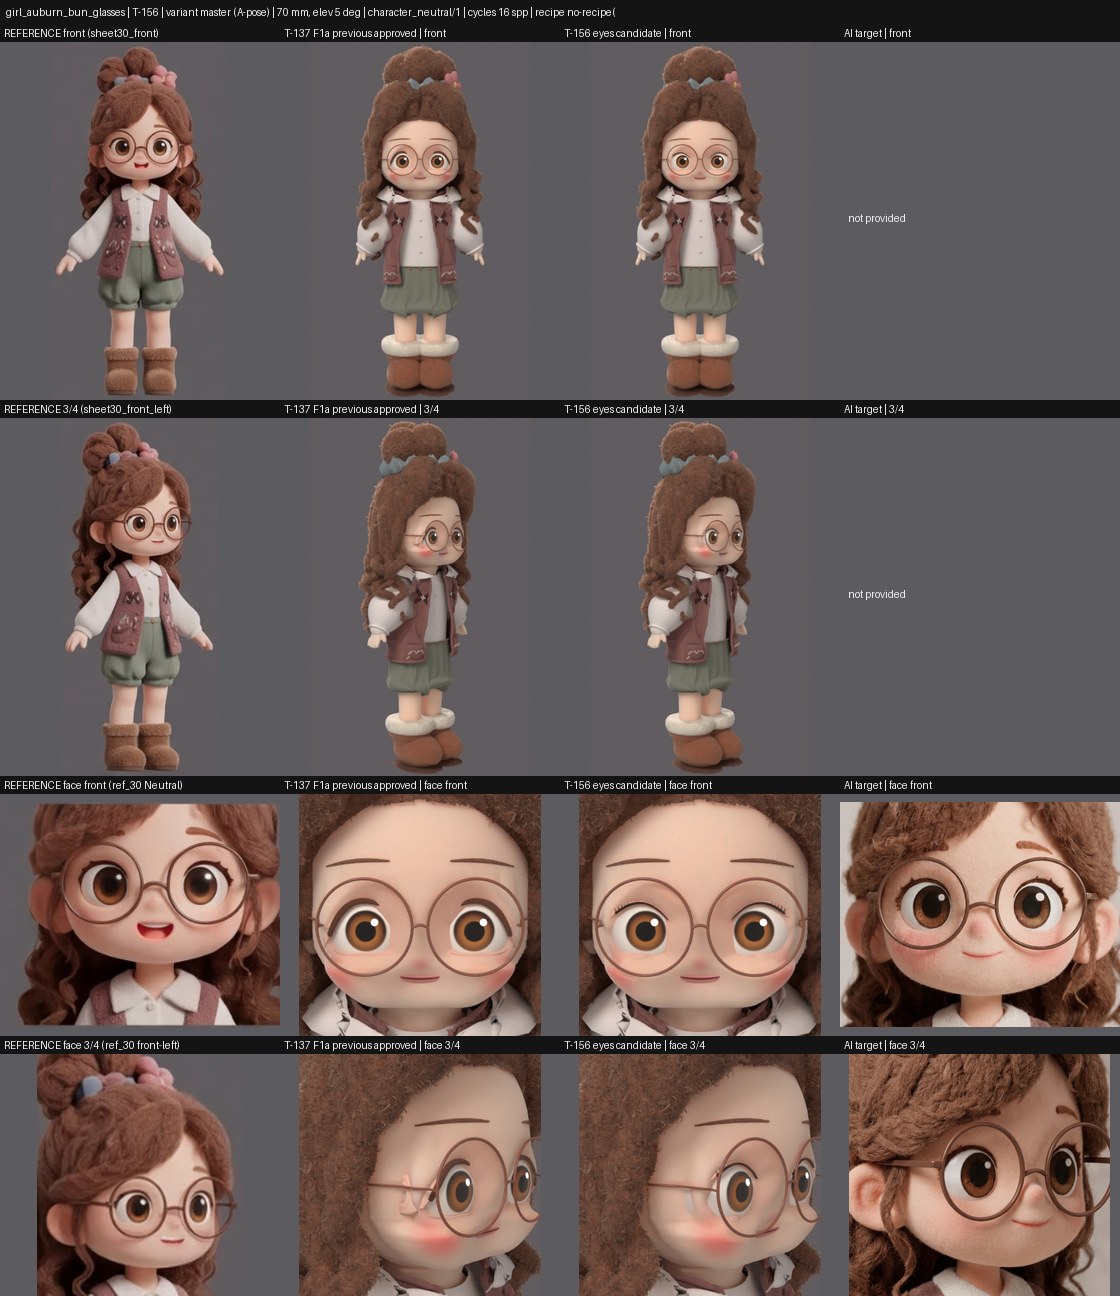 girl_auburn_bun_glasses | T-156 | variant master (A-pose) | 70 mm, elev 5 deg | character_neutral/1 | cycles 16 spp | recipe no-recipe(
REFERENCE front (sheet30_front)
T-137 F1a previous approved | front
T-156 eyes candidate | front
AI target | front
not provided
REFERENCE 3/4 (sheet30_front_left)
T-137 F1a previous approved | 3/4
T-156 eyes candidate | 3/4
AI target | 3/4
not provided
REFERENCE face front (ref_30 Neutral)
T-137 F1a previous approved | face front
T-156 eyes candidate | face front
AI target | face front
REFERENCE face 3/4 (ref_30 front-left)
T-137 F1a previous approved | face 3/4
T-156 eyes candidate | face 3/4
AI target | face 3/4